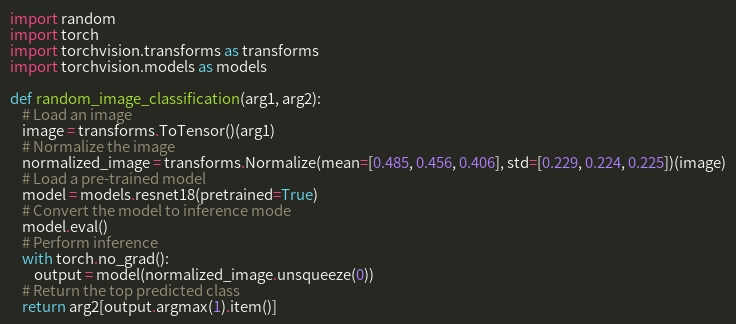 import random
import torch
import torchvision.transforms as transforms
import torchvision.models as models

def random_image_classification(arg1, arg2):
    # Load an image
    image = transforms.ToTensor()(arg1)
    # Normalize the image
    normalized_image = transforms.Normalize(mean=[0.485, 0.456, 0.406], std=[0.229, 0.224, 0.225])(image)
    # Load a pre-trained model
    model = models.resnet18(pretrained=True)
    # Convert the model to inference mode
    model.eval()
    # Perform inference
    with torch.no_grad():
        output = model(normalized_image.unsqueeze(0))
    # Return the top predicted class
    return arg2[output.argmax(1).item()]